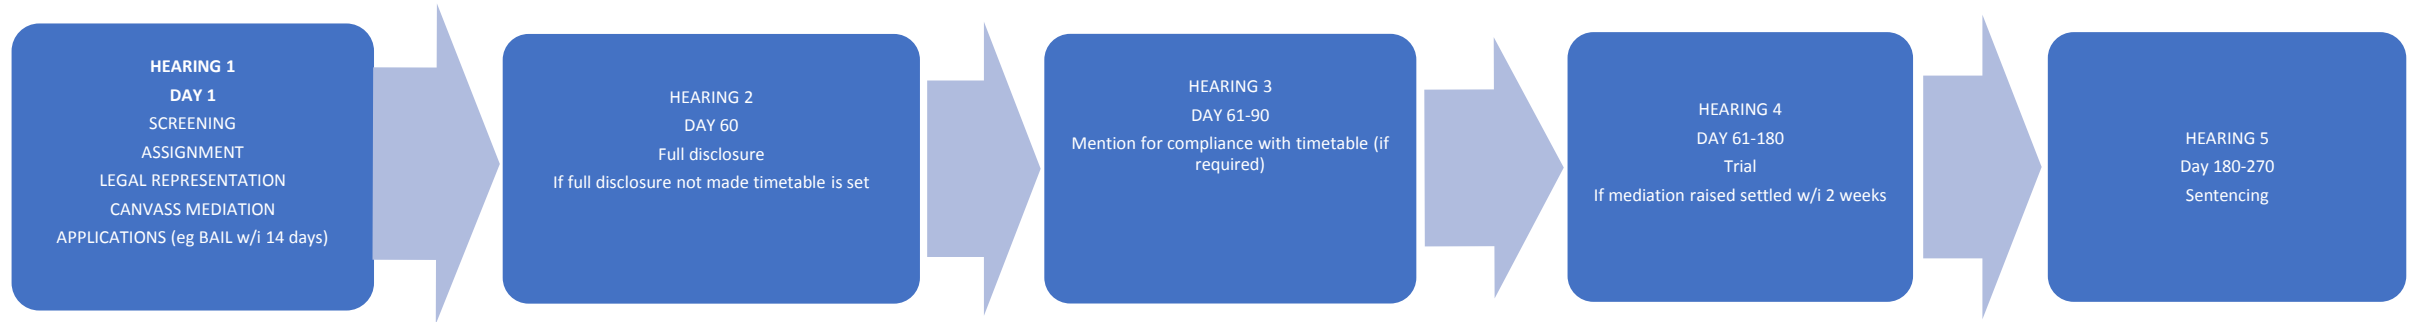 HEARING 1
DAY 1
SCREENING
ASSIGNMENT
LEGAL REPRESENTATION
CANVASS MEDIATION
APPLICATIONS (eg BAIL w/i 14 days)
HEARING 2
DAY 60
Full disclosure
If full disclosure not made timetable is set
HEARING 3
DAY 61-90
Mention for compliance with timetable (if
required)
HEARING 4
DAY 61-180
Trial
If mediation raised settled w/i 2 weeks
HEARING 5
Day 180-270
Sentencing